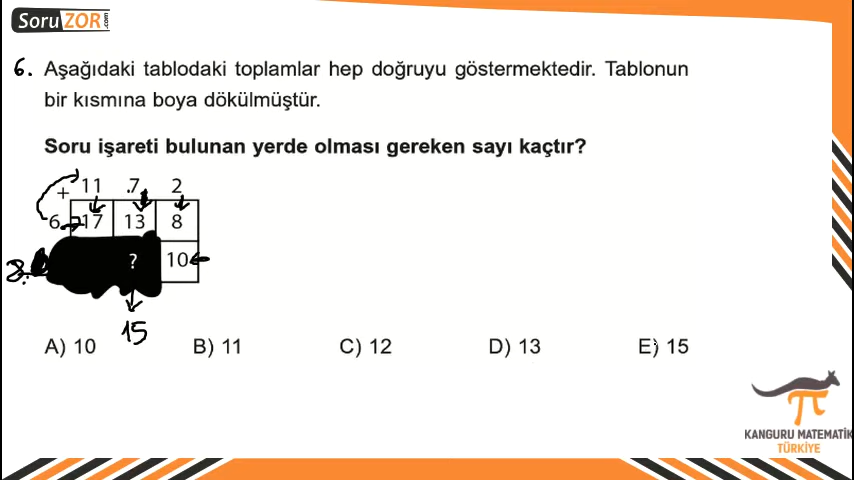 SoruZOR.com
6. Aşağıdaki tablodaki toplamlar hep doğruyu göstermektedir. Tablonun
bir kısmına boya dökülmüştür.
Soru işareti bulunan yerde olması gereken sayı kaçtır?
+ 11 7 2
6 17 13 8
8 ? 10
15
A) 10 B) 11 C) 12 D) 13 E) 15
π
KANGURU MATEMATİK
TÜRKİYE